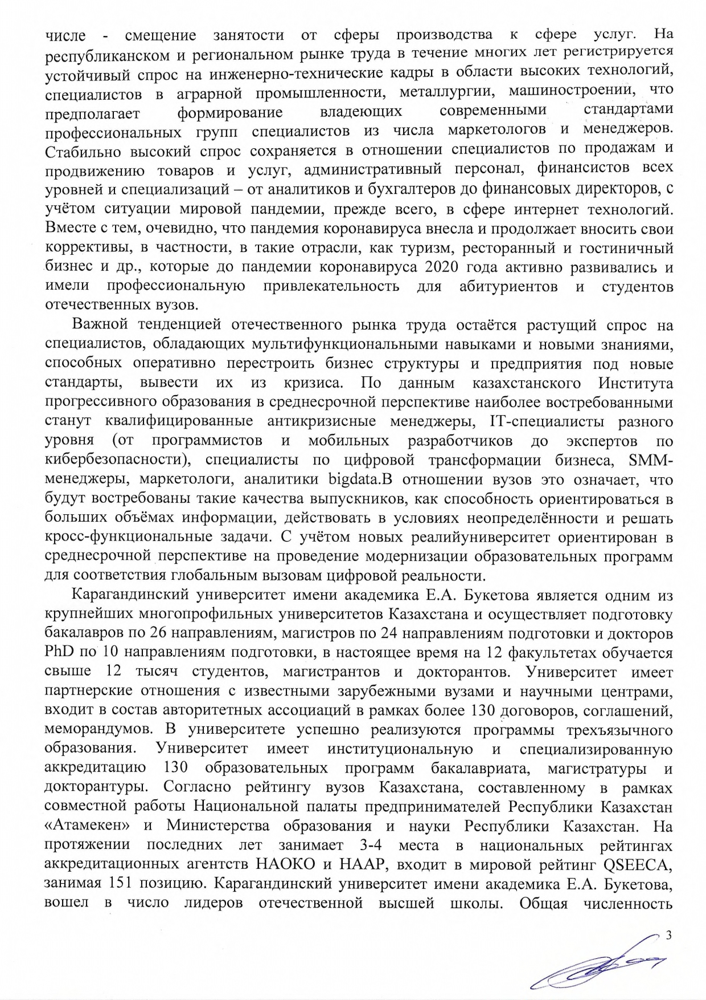 числе - смещение занятости от сферы производства к сфере услуг. На
республиканском и региональном рынке труда в течение многих лет регистрируется
устойчивый спрос на инженерно-технические кадры в области высоких технологий,
специалистов в аграрной промышленности, металлургии, машиностроении, что
предполагает формирование владеющих современными стандартами
профессиональных групп специалистов из числа маркетологов и менеджеров.
Стабильно высокий спрос сохраняется в отношении специалистов по продажам и
продвижению товаров и услуг, административный персонал, финансистов всех
уровней и специализаций – от аналитиков и бухгалтеров до финансовых директоров, с
учётом ситуации мировой пандемии, прежде всего, в сфере интернет технологий.
Вместе с тем, очевидно, что пандемия коронавируса внесла и продолжает вносить свои
коррективы, в частности, в такие отрасли, как туризм, ресторанный и гостиничный
бизнес и др., которые до пандемии коронавируса 2020 года активно развивались и
имели профессиональную привлекательность для абитуриентов и студентов
отечественных вузов.
Важной тенденцией отечественного рынка труда остаётся растущий спрос на
специалистов, обладающих мультифункциональными навыками и новыми знаниями,
способных оперативно перестроить бизнес структуры и предприятия под новые
стандарты, вывести их из кризиса. По данным казахстанского Института
прогрессивного образования в среднесрочной перспективе наиболее востребованными
станут квалифицированные антикризисные менеджеры, IT-специалисты разного
уровня (от программистов и мобильных разработчиков до экспертов по
кибербезопасности), специалисты по цифровой трансформации бизнеса, SMM-
менеджеры, маркетологи, аналитики bigdata.В отношении вузов это означает, что
будут востребованы такие качества выпускников, как способность ориентироваться в
больших объёмах информации, действовать в условиях неопределённости и решать
кросс-функциональные задачи. С учётом новых реалийуниверситет ориентирован в
среднесрочной перспективе на проведение модернизации образовательных программ
для соответствия глобальным вызовам цифровой реальности.
Карагандинский университет имени академика Е.А. Букетова является одним из
крупнейших многопрофильных университетов Казахстана и осуществляет подготовку
бакалавров по 26 направлениям, магистров по 24 направлениям подготовки и докторов
PhD по 10 направлениям подготовки, в настоящее время на 12 факультетах обучается
свыше 12 тысяч студентов, магистрантов и докторантов. Университет имеет
партнерские отношения с известными зарубежными вузами и научными центрами,
входит в состав авторитетных ассоциаций в рамках более 130 договоров, соглашений,
меморандумов. В университете успешно реализуются программы трехъязычного
образования. Университет имеет институциональную и специализированную
аккредитацию 130 образовательных программ бакалавриата, магистратуры и
докторантуры. Согласно рейтингу вузов Казахстана, составленному в рамках
совместной работы Национальной палаты предпринимателей Республики Казахстан
«Атамекен» и Министерства образования и науки Республики Казахстан. На
протяжении последних лет занимает 3-4 места в национальных рейтингах
аккредитационных агентств НАОКО и НААР, входит в мировой рейтинг QSEECA,
занимая 151 позицию. Карагандинский университет имени академика Е.А. Букетова,
вошел в число лидеров отечественной высшей школы. Общая численность
3